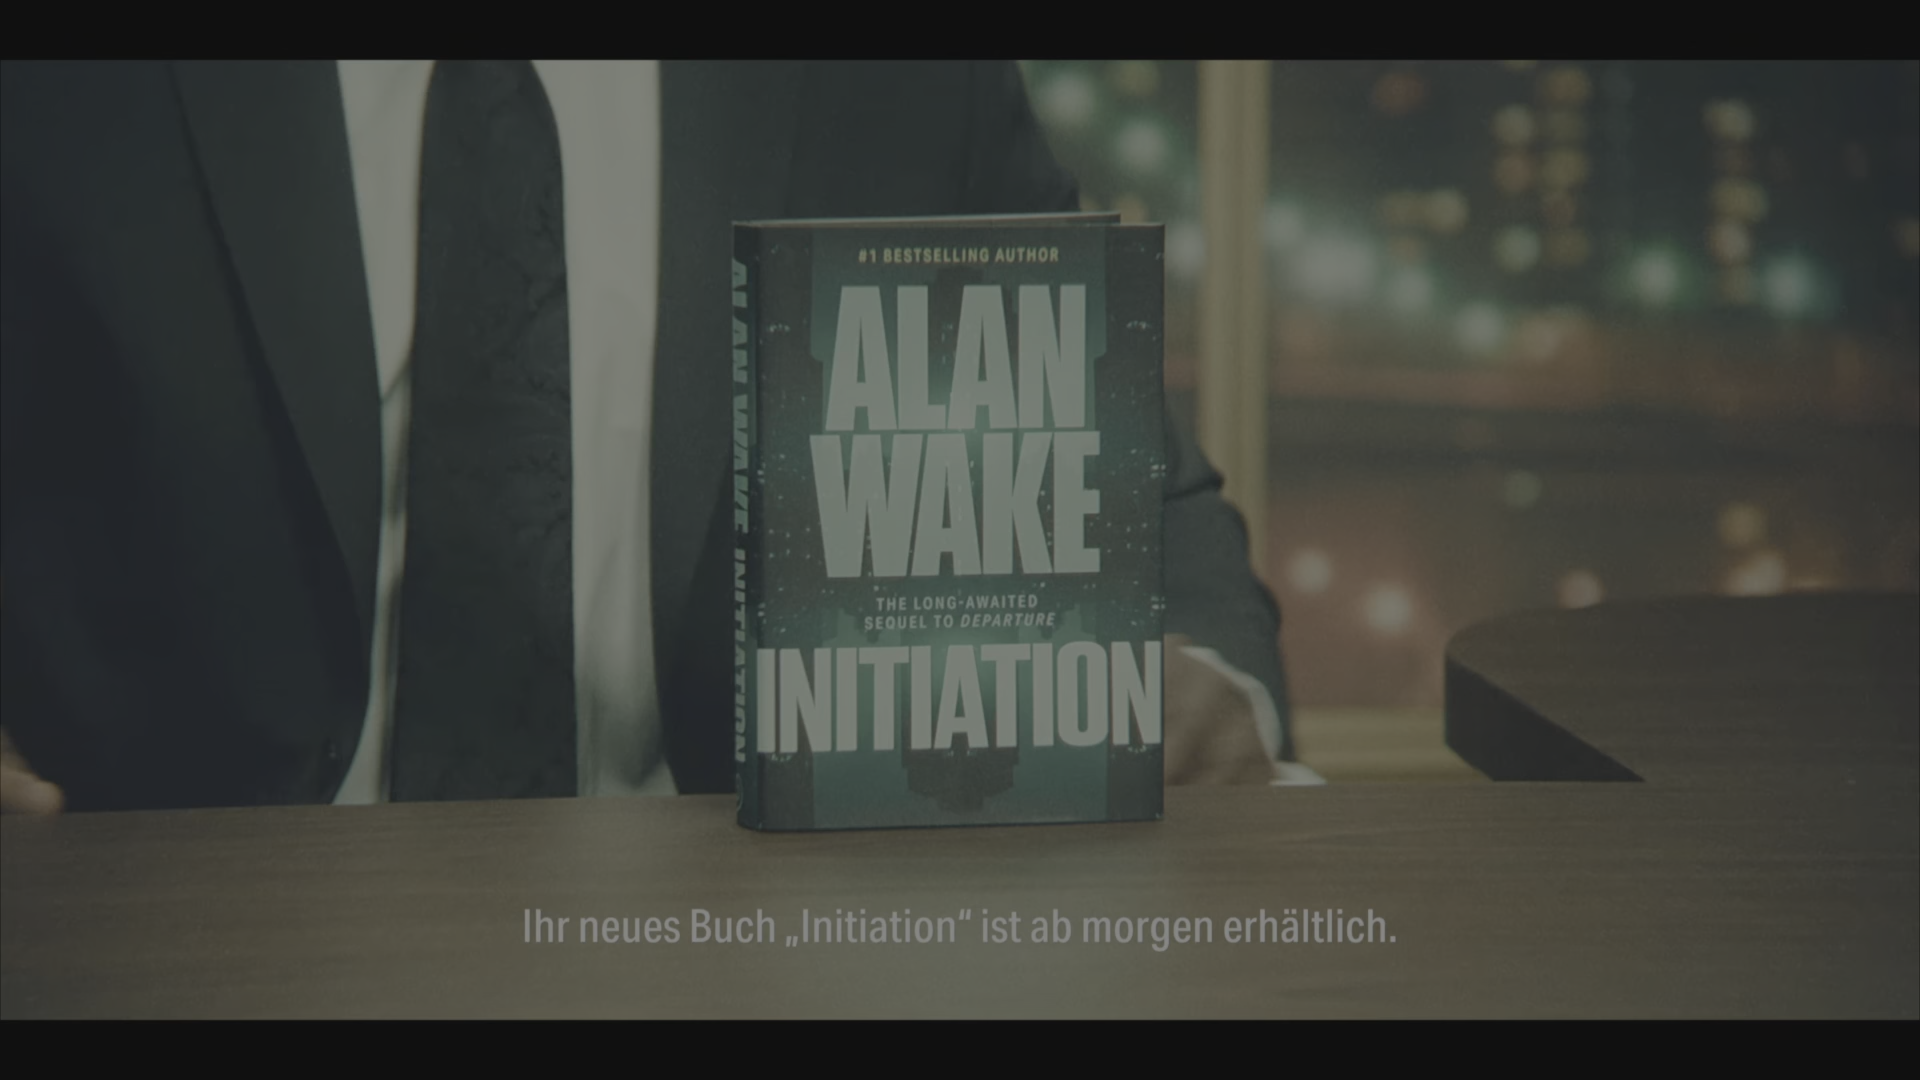 #1 BESTSELLING AUTHOR
ALAN
WAKE
THE LONG-AWAITED
SEQUEL TO DEPARTURE
INITIATION
ALAN WAKE INITIATION
Ihr neues Buch „Initiation“ ist ab morgen erhältlich.